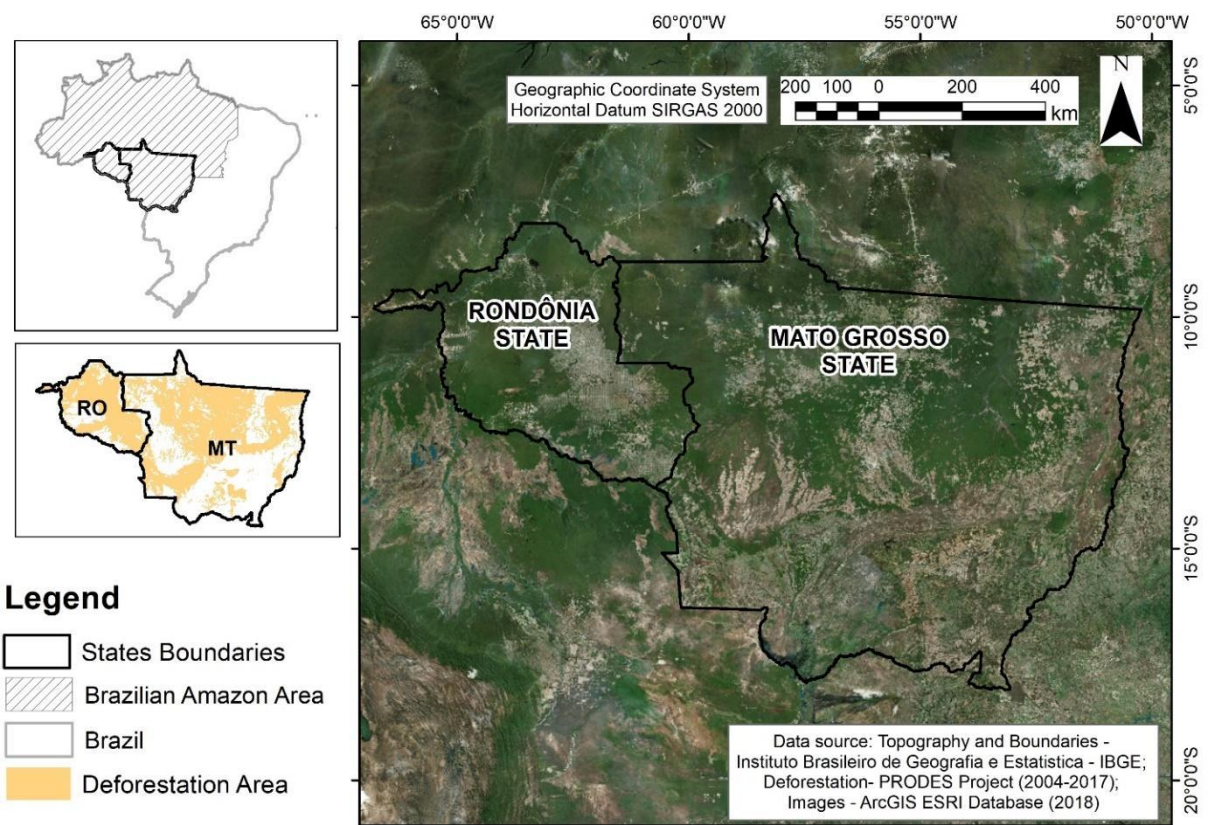 65°0'0"W
60°0'0"W
55°0'0"W
50°0'0"W
Geographic Coordinate System
Horizontal Datum SIRGAS 2000
200 100 0 200 400
km
N
5°0'0"S
10°0'0"S
15°0'0"S
20°0'0"S
RONDÔNIA
STATE
MATO GROSSO
STATE
RO
MT
Legend
States Boundaries
Brazilian Amazon Area
Brazil
Deforestation Area
Data source: Topography and Boundaries -
Instituto Brasileiro de Geografia e Estatistica - IBGE;
Deforestation- PRODES Project (2004-2017);
Images - ArcGIS ESRI Database (2018)